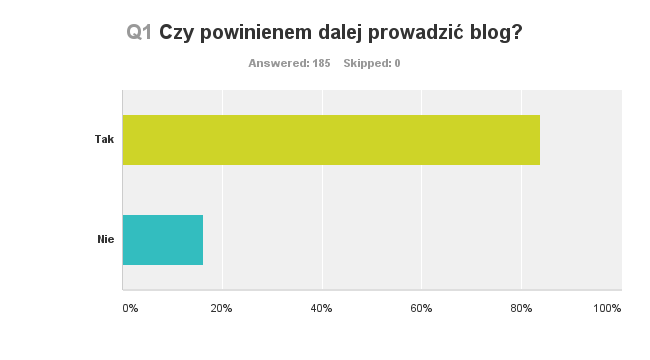 Q1 Czy powinienem dalej prowadzić blog?
Answered: 185 Skipped: 0
Tak
Nie
0% 20% 40% 60% 80% 100%